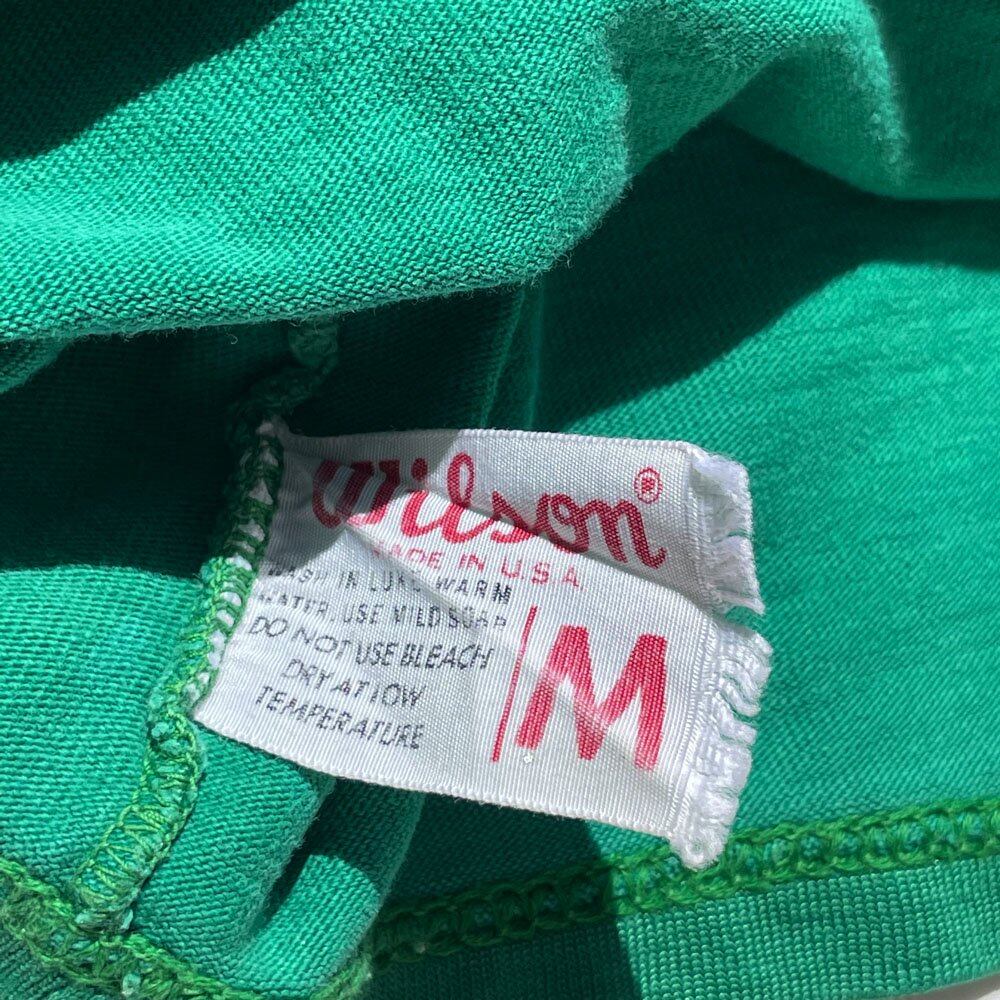 Wilson®
MADE IN U.S.A.
WASH IN LUKE WARM
WATER, USE MILD SOAP
DO NOT USE BLEACH
DRY AT LOW
TEMPERATURE
M